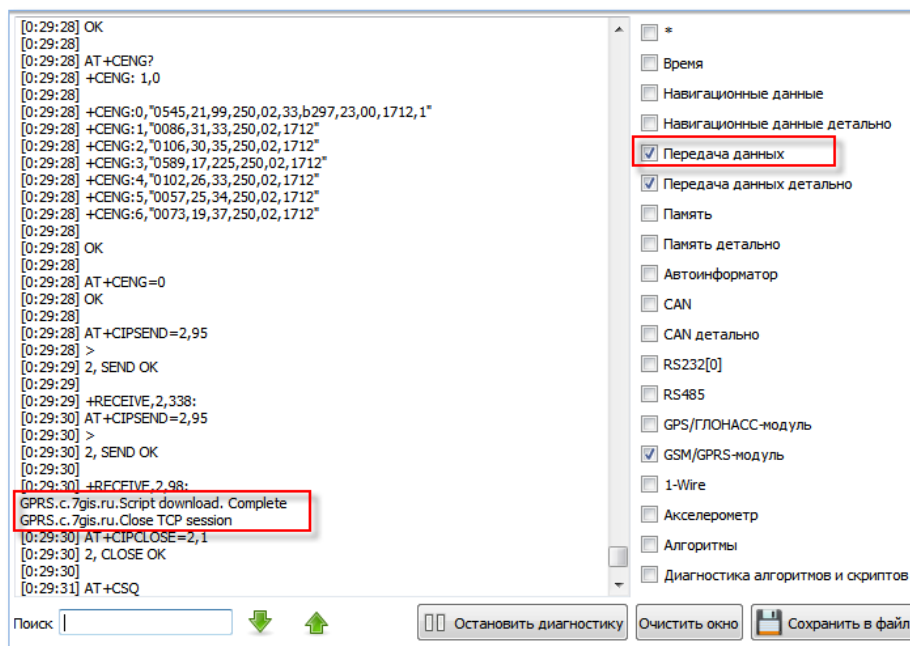 [0:29:28] OK
[0:29:28]
[0:29:28] AT+CENG?
[0:29:28] +CENG: 1,0
[0:29:28]
[0:29:28] +CENG:0,"0545,21,99,250,02,33,b297,23,00,1712,1"
[0:29:28] +CENG:1,"0086,31,33,250,02,1712"
[0:29:28] +CENG:2,"0106,30,35,250,02,1712"
[0:29:28] +CENG:3,"0589,17,225,250,02,1712"
[0:29:28] +CENG:4,"0102,26,33,250,02,1712"
[0:29:28] +CENG:5,"0057,25,34,250,02,1712"
[0:29:28] +CENG:6,"0073,19,37,250,02,1712"
[0:29:28]
[0:29:28] OK
[0:29:28]
[0:29:28] AT+CENG=0
[0:29:28] OK
[0:29:28]
[0:29:28] AT+CIPSEND=2,95
[0:29:28] >
[0:29:29] 2, SEND OK
[0:29:29]
[0:29:29] +RECEIVE,2,338:
[0:29:30] AT+CIPSEND=2,95
[0:29:30] >
[0:29:30] 2, SEND OK
[0:29:30]
[0:29:30] +RECEIVE,2,98:
GPRS.c.7gis.ru.Script download. Complete
GPRS.c.7gis.ru.Close TCP session
[0:29:30] AT+CIPCLOSE=2,1
[0:29:30] 2, CLOSE OK
[0:29:30]
[0:29:31] AT+CSQ
*
Время
Навигационные данные
Навигационные данные детально
Передача данных
Передача данных детально
Память
Память детально
Автоинформатор
CAN
CAN детально
RS232[0]
RS485
GPS/ГЛОНАСС-модуль
GSM/GPRS-модуль
1-Wire
Акселерометр
Алгоритмы
Диагностика алгоритмов и скриптов
Поиск
Остановить диагностику
Очистить окно
Сохранить в файл